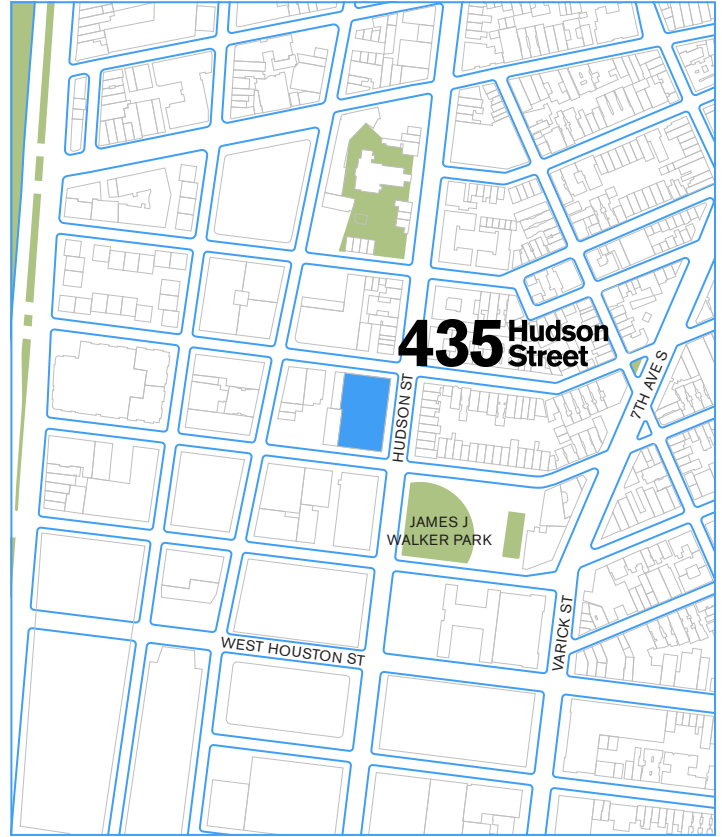 435 Hudson
Street
7TH AVE S
HUDSON ST
JAMES J
WALKER PARK
VARICK ST
WEST HOUSTON ST